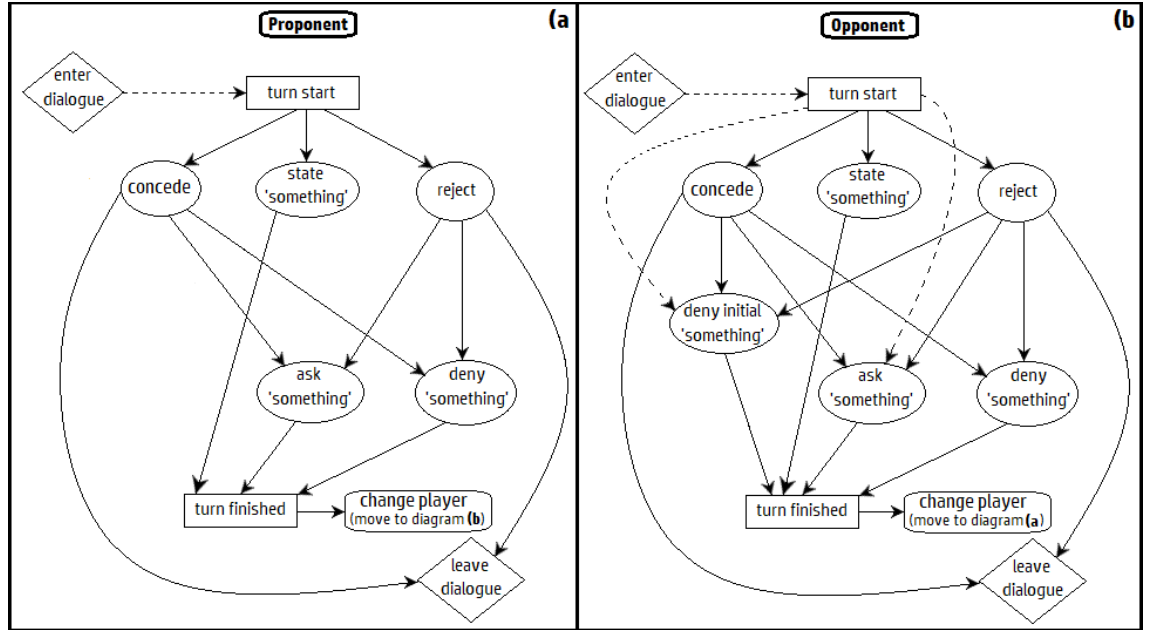 Proponent
(a
enter
dialogue
turn start
concede
state
'something'
reject
ask
'something'
deny
'something'
turn finished
change player
(move to diagram (b)
leave
dialogue
Opponent
(b
enter
dialogue
turn start
concede
state
'something'
reject
deny initial
'something'
ask
'something'
deny
'something'
turn finished
change player
(move to diagram (a)
leave
dialogue